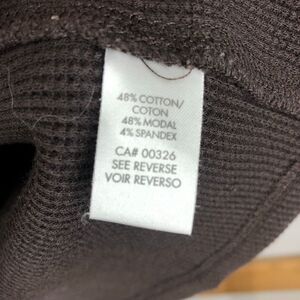 48% COTTON/
COTON
48% MODAL
4% SPANDEX
CA# 00326
SEE REVERSE
VOIR REVERSO